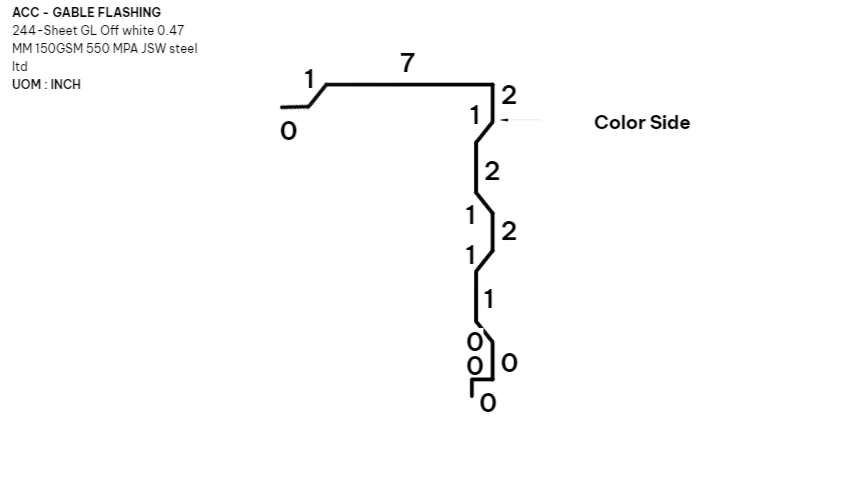 ACC - GABLE FLASHING
244-Sheet GL Off white 0.47
MM 150GSM 550 MPA JSW steel
ltd
UOM : INCH
7
1
0
2
1
Color Side
2
1
2
1
1
0
0
0
0